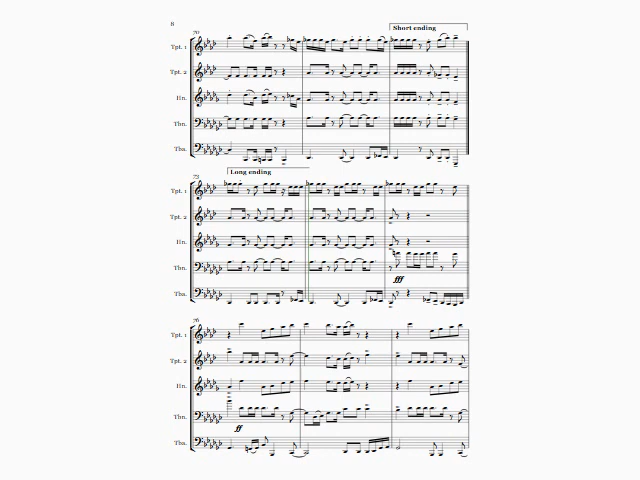 8
Short ending
70
Tpt. 1
Tpt. 2
Hn.
Tbn.
Tba.
Long ending
73
Tpt. 1
Tpt. 2
Hn.
Tbn.
fff
Tba.
76
Tpt. 1
Tpt. 2
Hn.
Tbn.
ff
Tba.